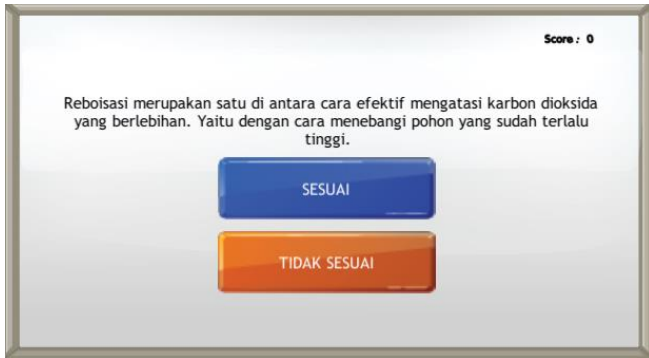 Score: 0
Reboisasi merupakan satu di antara cara efektif mengatasi karbon dioksida
yang berlebihan. Yaitu dengan cara menebangi pohon yang sudah terlalu
tinggi.
SESUAI
TIDAK SESUAI